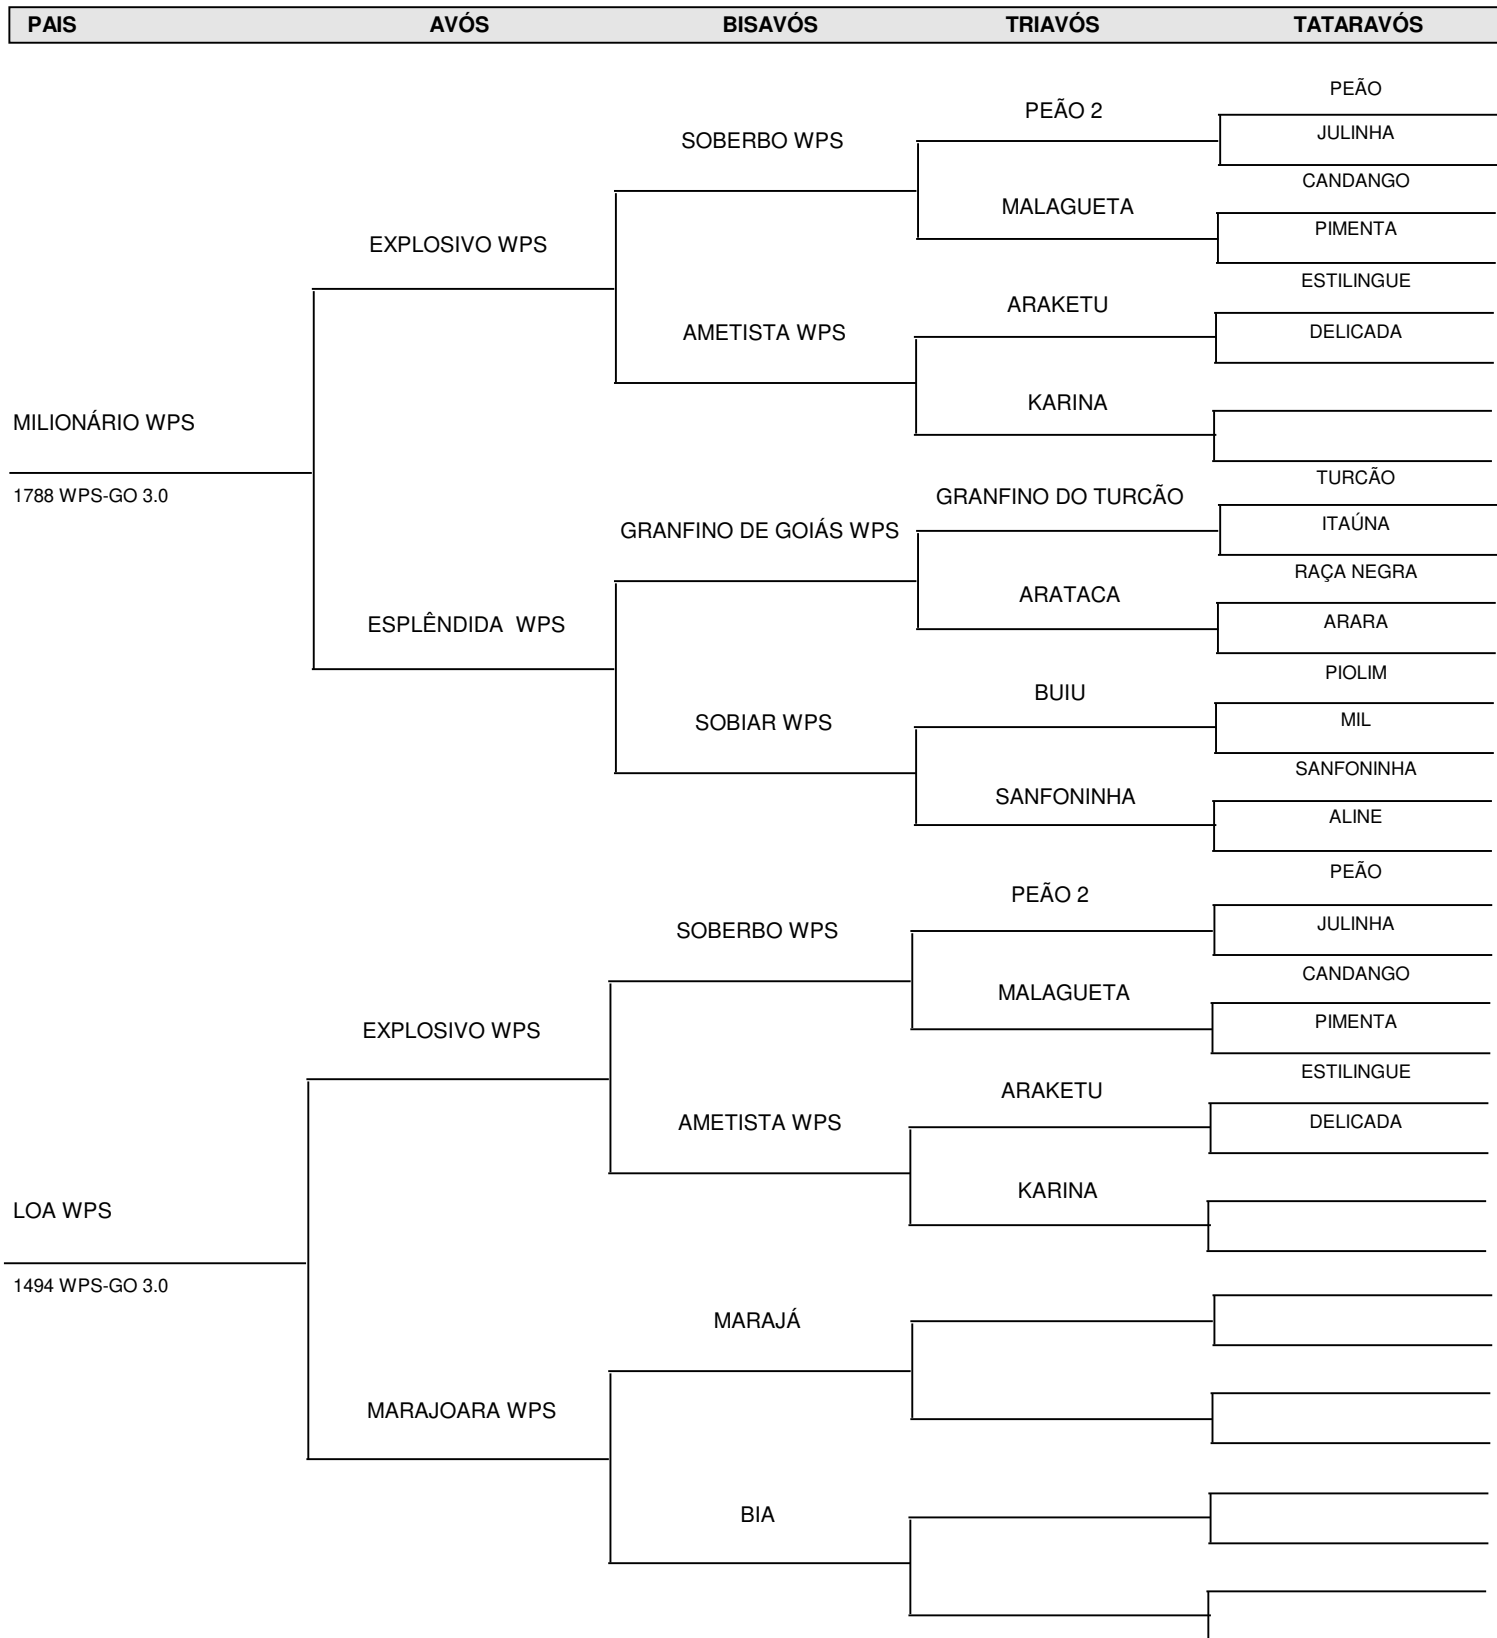 PAIS AVÓS BISAVÓS TRIAVÓS TATARAVÓS
PEÃO
PEÃO 2
JULINHA
SOBERBO WPS
CANDANGO
MALAGUETA
PIMENTA
EXPLOSIVO WPS
ESTILINGUE
ARAKETU
DELICADA
AMETISTA WPS
KARINA
MILIONÁRIO WPS
TURCÃO
1788 WPS-GO 3.0
GRANFINO DO TURCÃO
ITAÚNA
GRANFINO DE GOIÁS WPS
RAÇA NEGRA
ARATACA
ARARA
ESPLÊNDIDA  WPS
PIOLIM
BUIU
MIL
SOBIAR WPS
SANFONINHA
SANFONINHA
ALINE
PEÃO
PEÃO 2
JULINHA
SOBERBO WPS
CANDANGO
MALAGUETA
PIMENTA
EXPLOSIVO WPS
ESTILINGUE
ARAKETU
DELICADA
AMETISTA WPS
KARINA
LOA WPS
1494 WPS-GO 3.0
MARAJÁ
MARAJOARA WPS
BIA